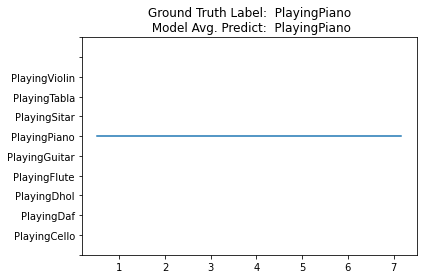 Ground Truth Label:  PlayingPiano
Model Avg. Predict:  PlayingPiano
PlayingViolin
PlayingTabla
PlayingSitar
PlayingPiano
PlayingGuitar
PlayingFlute
PlayingDhol
PlayingDaf
PlayingCello
1 2 3 4 5 6 7